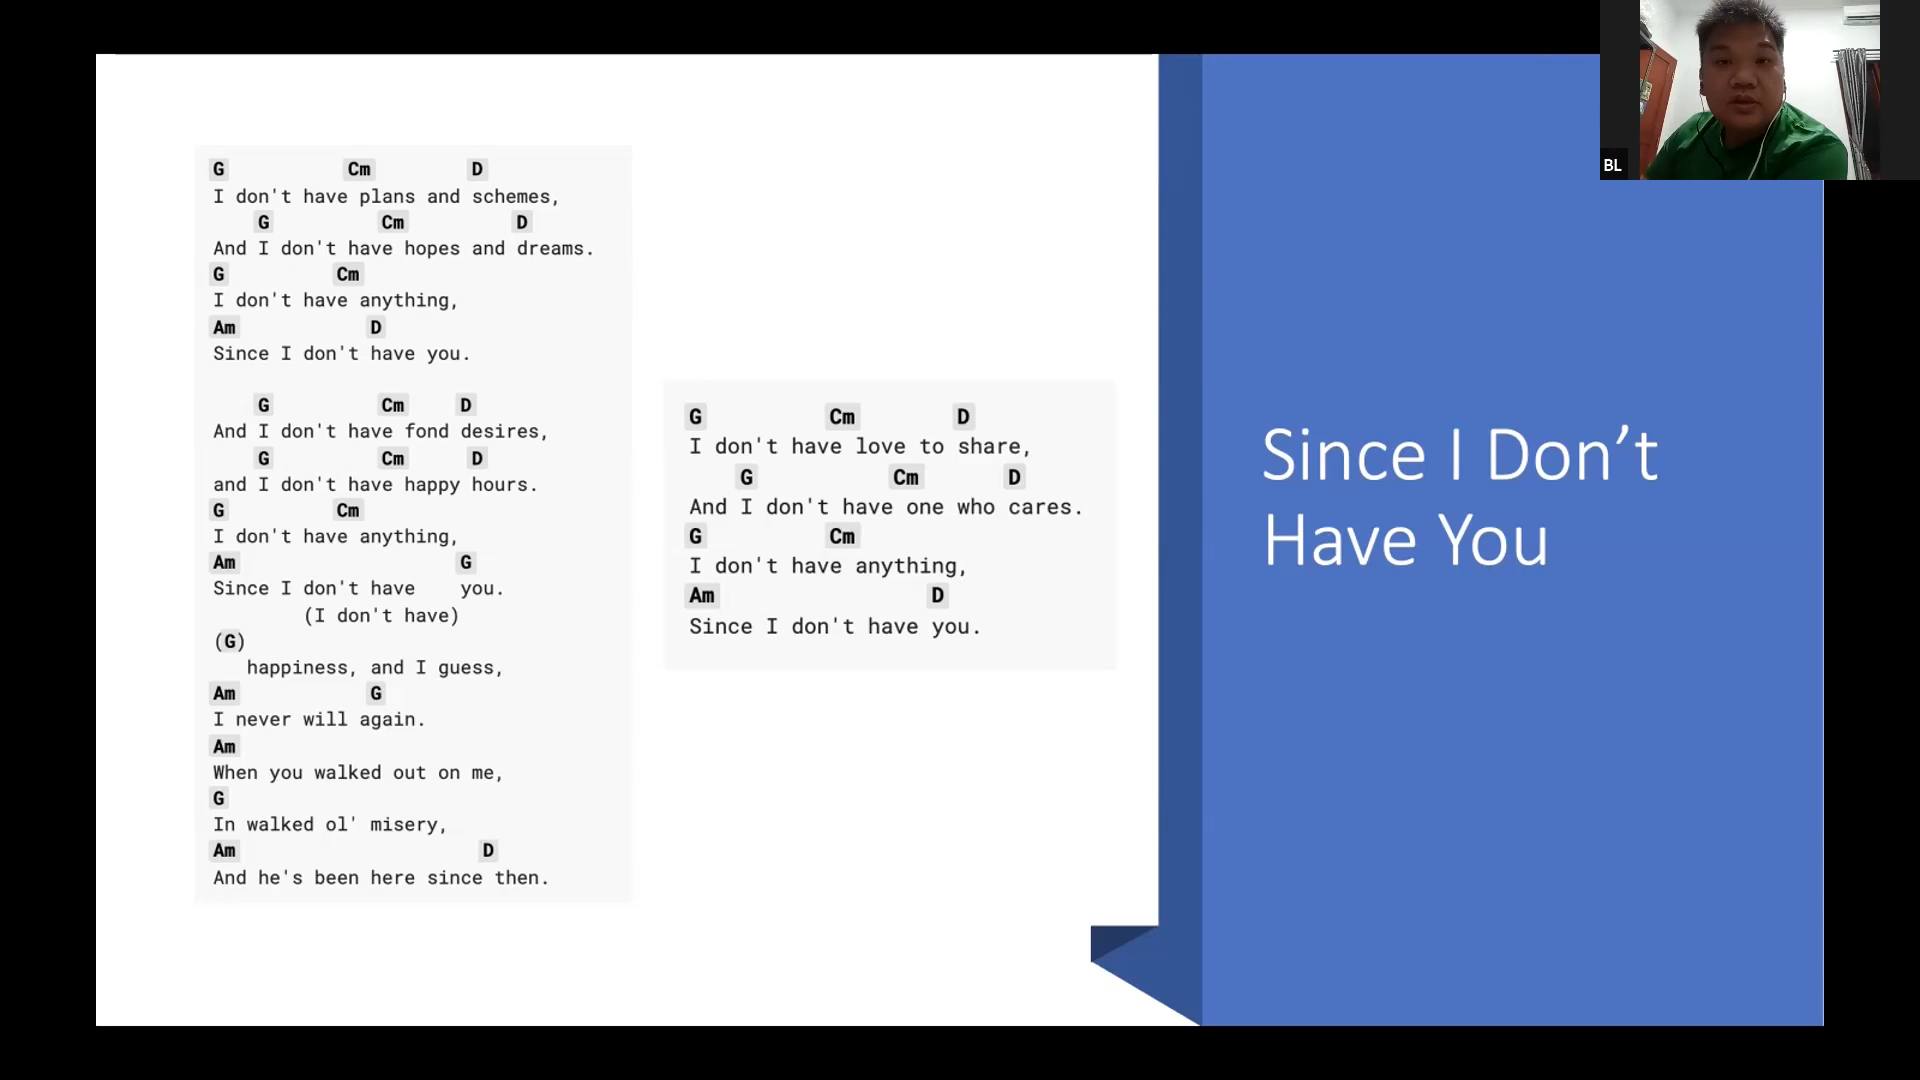 G Cm D
I don't have plans and schemes,
G Cm D
And I don't have hopes and dreams.
G Cm
I don't have anything,
Am D
Since I don't have you.
G Cm D
And I don't have fond desires,
G Cm D
and I don't have happy hours.
G Cm
I don't have anything,
Am G
Since I don't have you.
(I don't have)
(G)
happiness, and I guess,
Am G
I never will again.
Am
When you walked out on me,
G
In walked ol' misery,
Am D
And he's been here since then.
G Cm D
I don't have love to share,
G Cm D
And I don't have one who cares.
G Cm
I don't have anything,
Am D
Since I don't have you.
Since I Don’t
Have You
BL